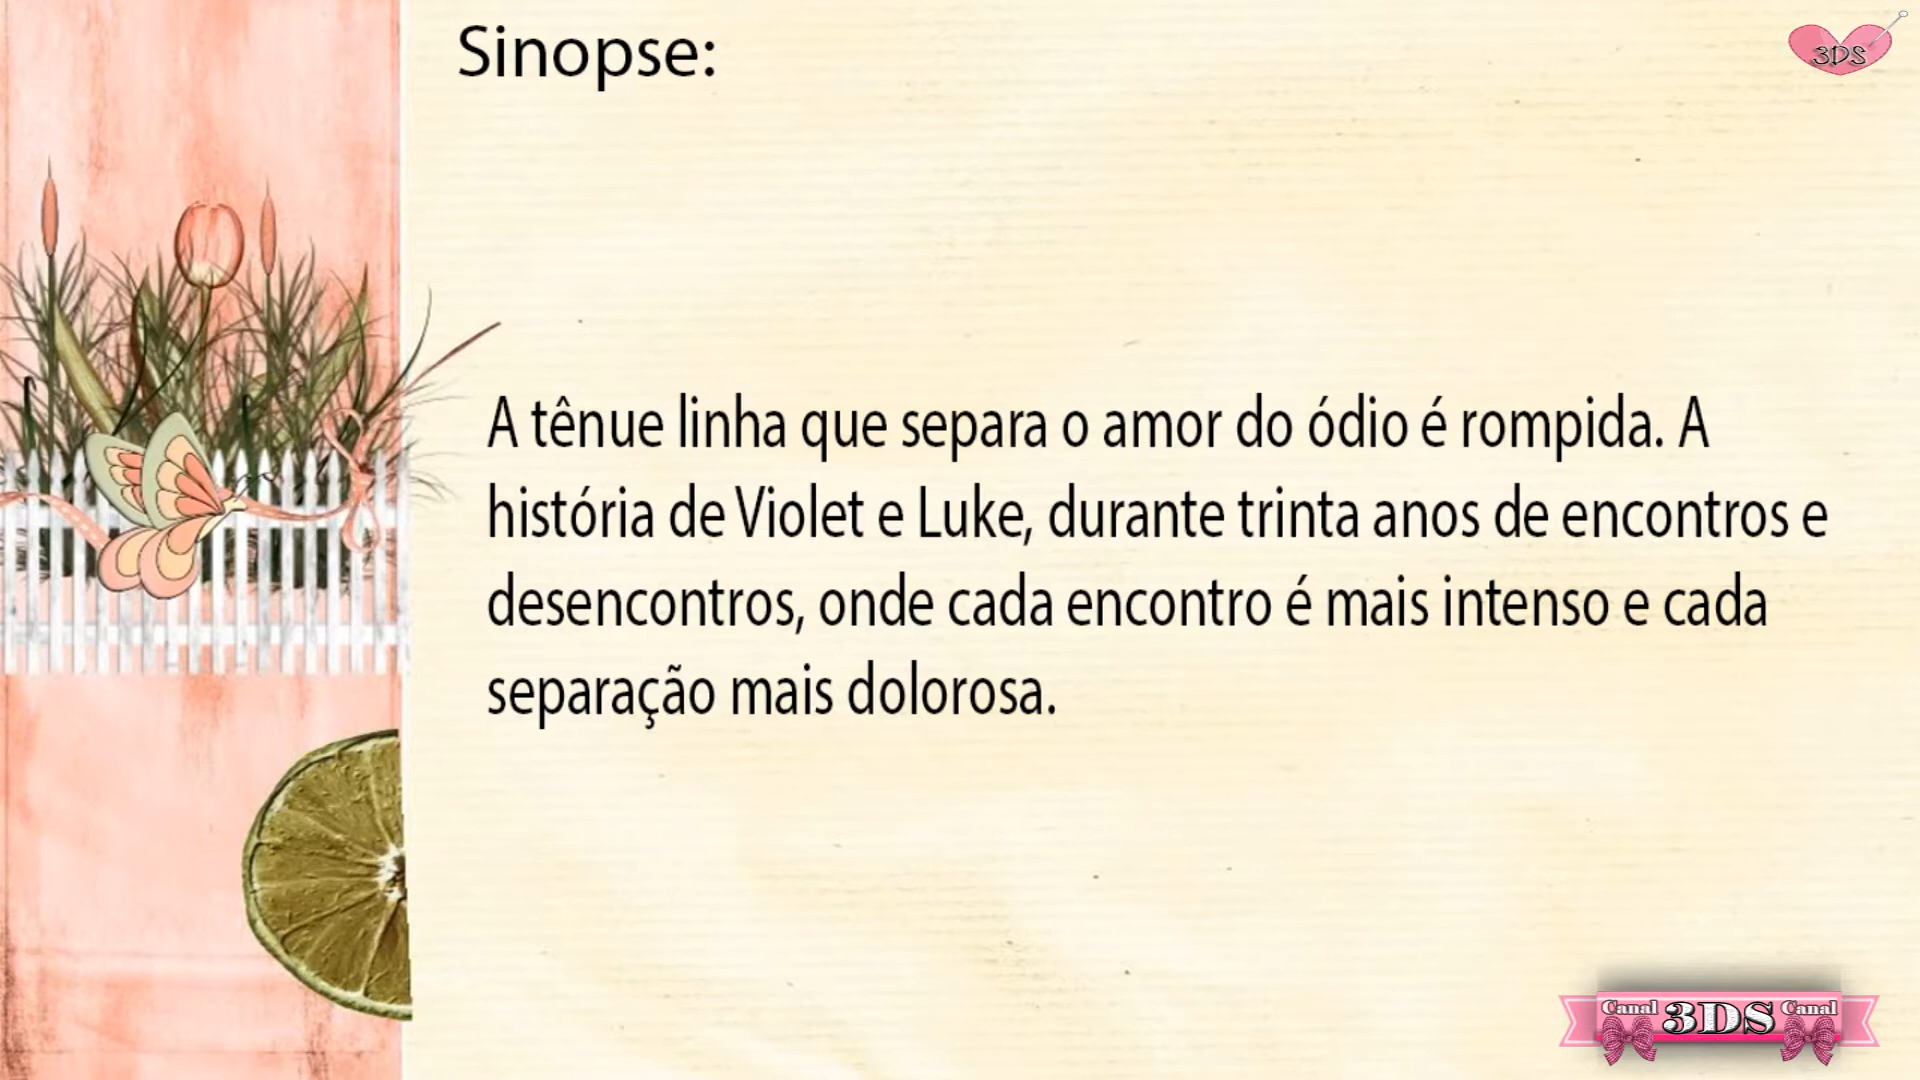 Sinopse:
3DS
A tênue linha que separa o amor do ódio é rompida. A
história de Violet e Luke, durante trinta anos de encontros e
desencontros, onde cada encontro é mais intenso e cada
separação mais dolorosa.
Canal 3DS Canal